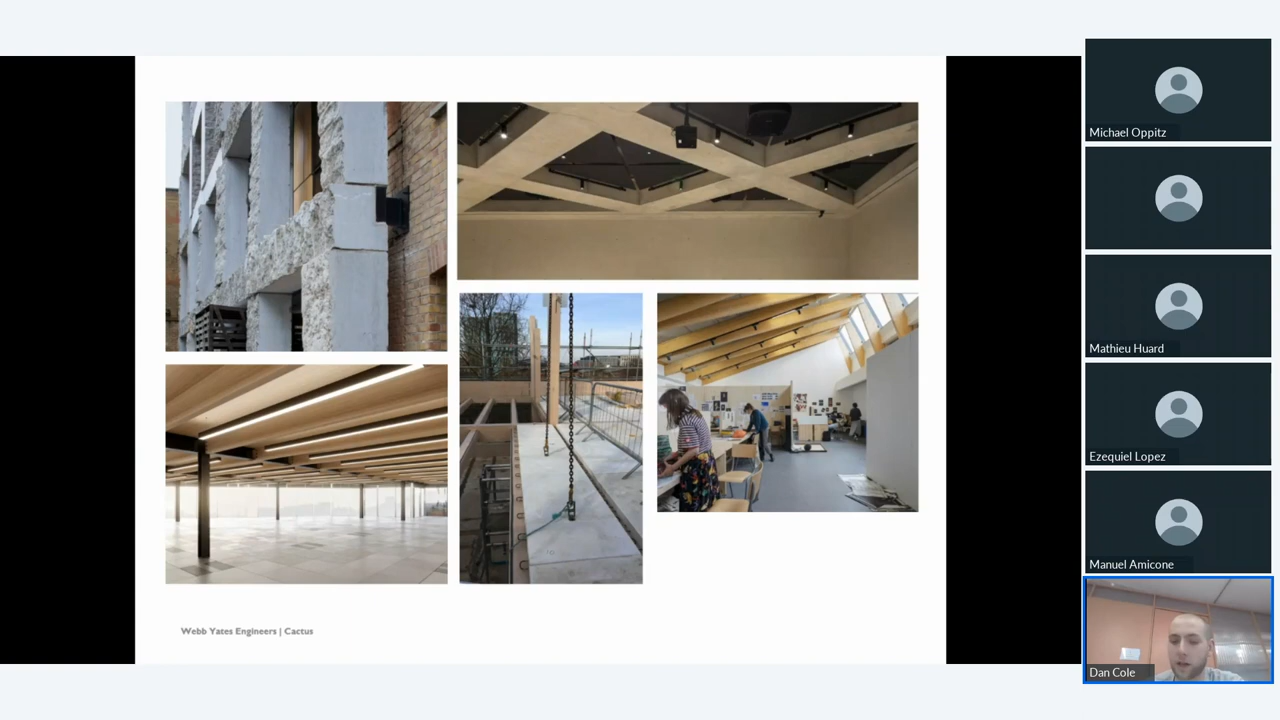 Webb Yates Engineers | Cactus
Michael Oppitz
Mathieu Huard
Ezequiel Lopez
Manuel Amicone
Dan Cole